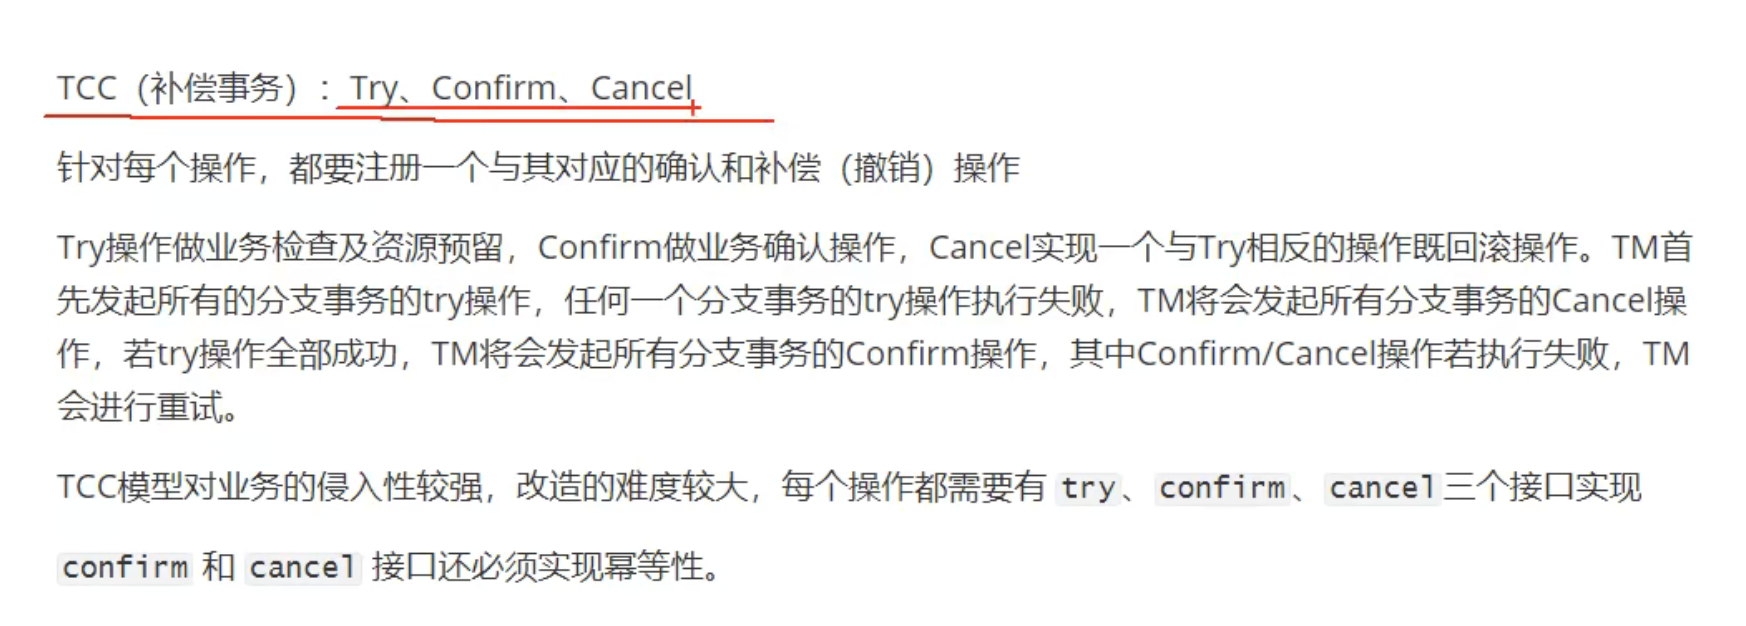 TCC（补偿事务）：Try、Confirm、Cancel
针对每个操作，都要注册一个与其对应的确认和补偿（撤销）操作
Try操作做业务检查及资源预留，Confirm做业务确认操作，Cancel实现一个与Try相反的操作既回滚操作。TM首
先发起所有的分支事务的try操作，任何一个分支事务的try操作执行失败，TM将会发起所有分支事务的Cancel操
作，若try操作全部成功，TM将会发起所有分支事务的Confirm操作，其中Confirm/Cancel操作若执行失败，TM
会进行重试。
TCC模型对业务的侵入性较强，改造的难度较大，每个操作都需要有 try、confirm、cancel三个接口实现
confirm 和 cancel 接口还必须实现幂等性。